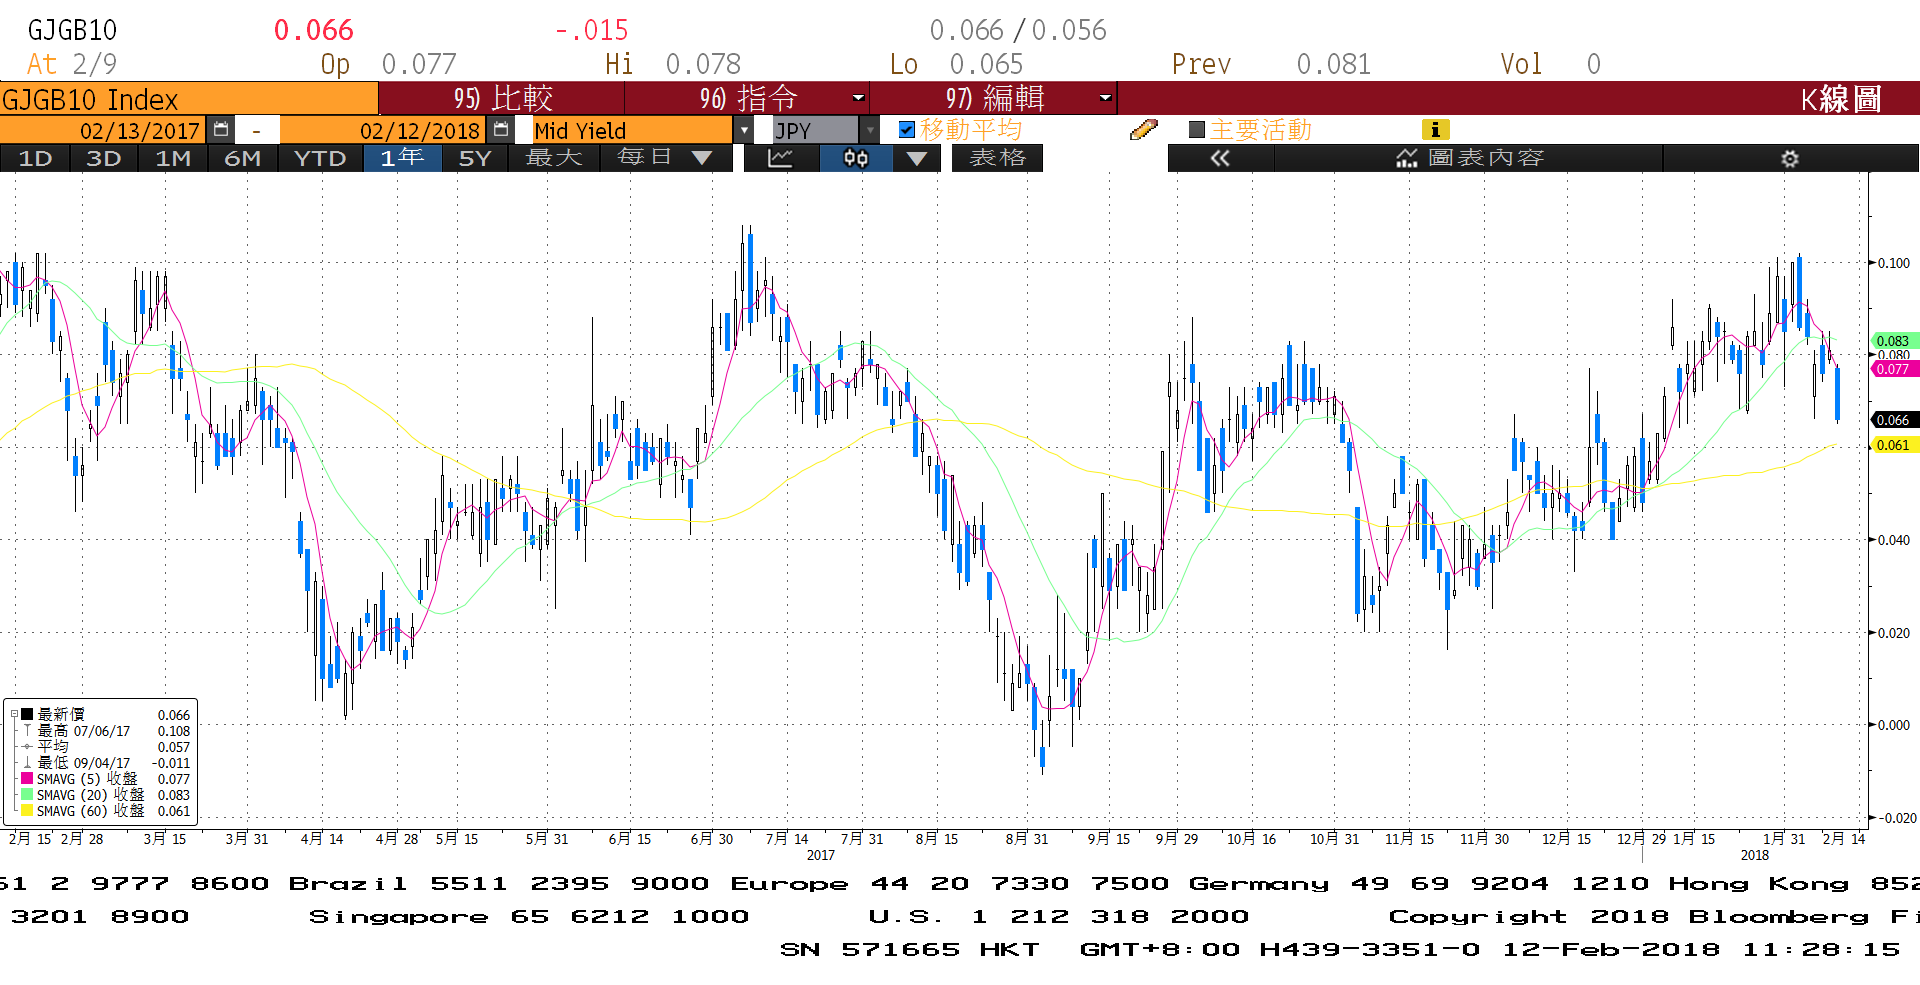 GJGB10 0.066 -.015 0.066 / 0.056
At 2/9 Op 0.077 Hi 0.078 Lo 0.065 Prev 0.081 Vol 0
GJGB10 Index 95) 比較 96) 指令 97) 編輯 K線圖
02/13/2017 - 02/12/2018 Mid Yield JPY 移動平均 主要活動
1D 3D 1M 6M YTD 1年 5Y 最大 每日 表格 圖表內容
0.100
0.083
0.080
0.077
0.066
0.061
0.040
0.020
0.000
-0.020
最新價 0.066
最高 07/06/17 0.108
平均 0.057
最低 09/04/17 -0.011
SMAVG (5) 收盤 0.077
SMAVG (20) 收盤 0.083
SMAVG (60) 收盤 0.061
2月 15 2月 28 3月 15 3月 31 4月 14 4月 28 5月 15 5月 31 6月 15 6月 30 7月 14 7月 31 8月 15 8月 31 9月 15 9月 29 10月 16 10月 31 11月 15 11月 30 12月 15 12月 29 1月 15 1月 31 2月 14
2017 2018
61 2 9777 8600 Brazil 5511 2395 9000 Europe 44 20 7330 7500 Germany 49 69 9204 1210 Hong Kong 852
3201 8900 Singapore 65 6212 1000 U.S. 1 212 318 2000 Copyright 2018 Bloomberg Fi
SN 571665 HKT GMT+8:00 H439-3351-0 12-Feb-2018 11:28:15